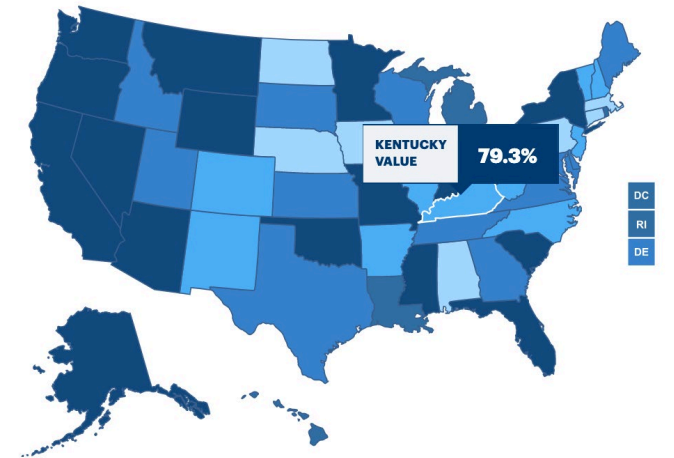 KENTUCKY
VALUE
79.3%
DC
RI
DE